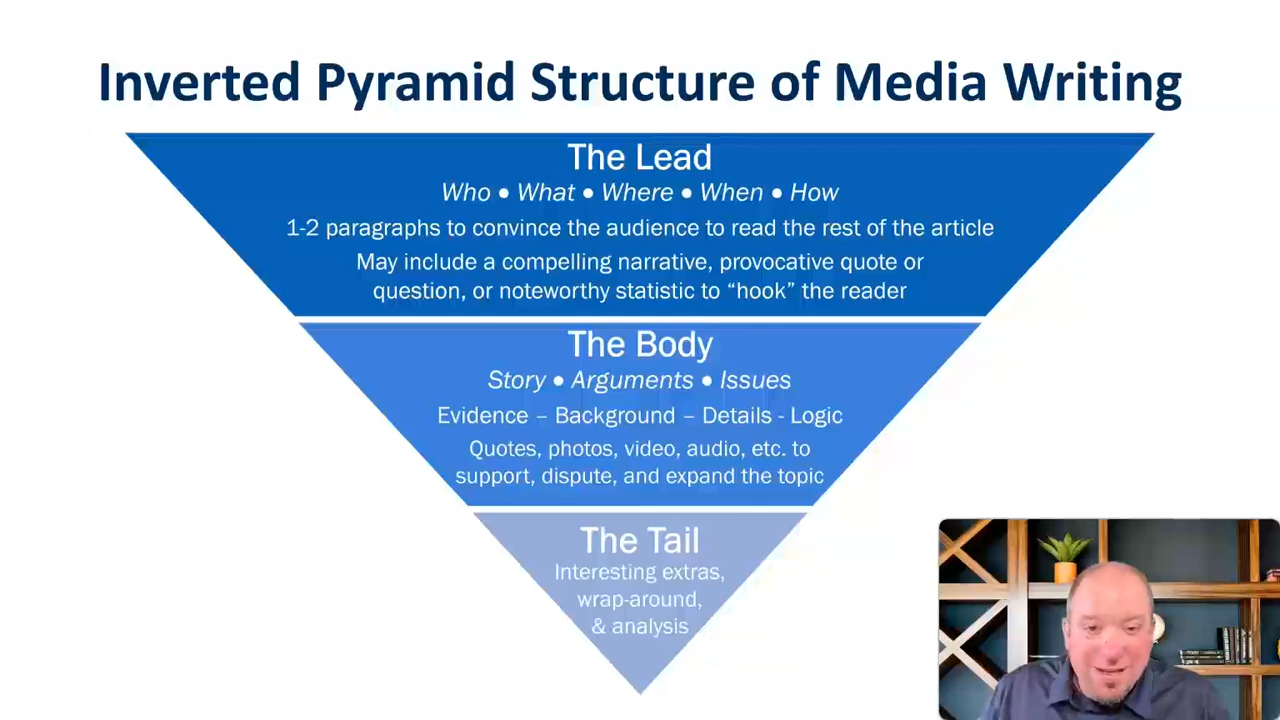 Inverted Pyramid Structure of Media Writing
The Lead
Who • What • Where • When • How
1-2 paragraphs to convince the audience to read the rest of the article
May include a compelling narrative, provocative quote or
question, or noteworthy statistic to “hook” the reader
The Body
Story • Arguments • Issues
Evidence – Background – Details - Logic
Quotes, photos, video, audio, etc. to
support, dispute, and expand the topic
The Tail
Interesting extras,
wrap-around,
& analysis